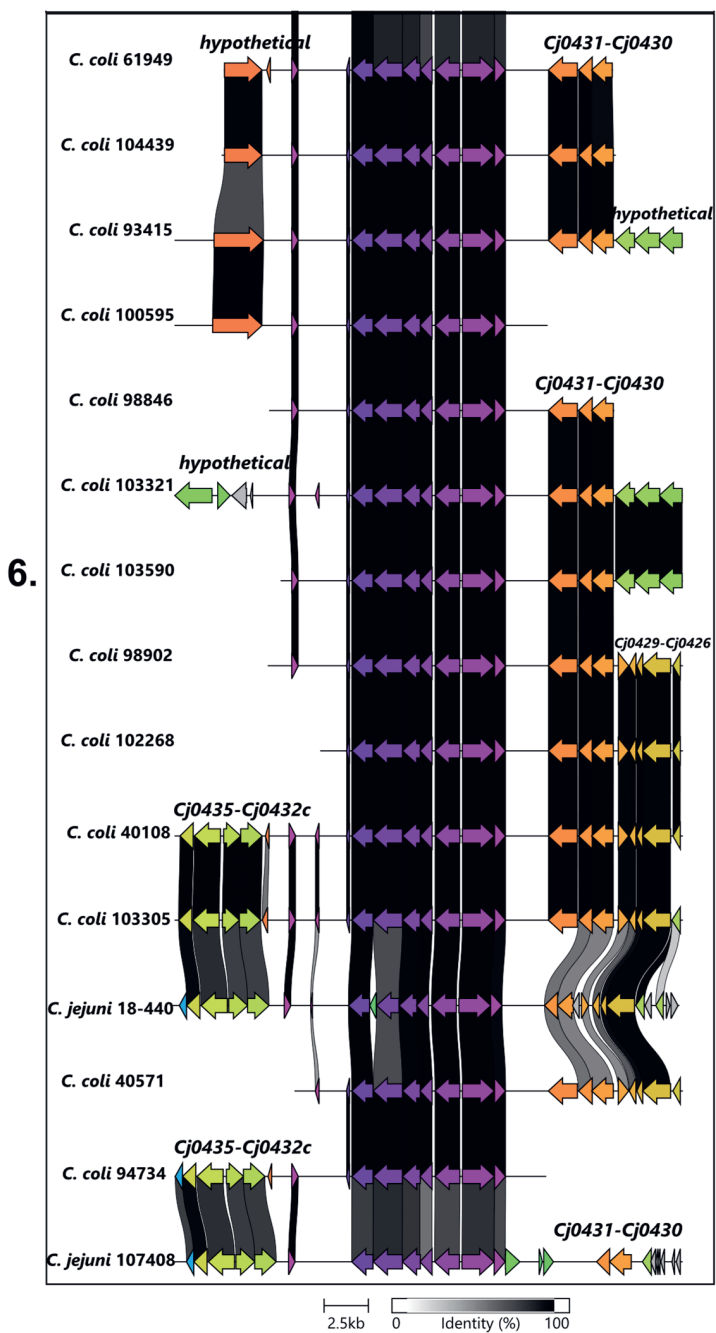 hypothetical
Cj0431-Cj0430
C. coli 61949
C. coli 104439
hypothetical
C. coli 93415
C. coli 100595
Cj0431-Cj0430
C. coli 98846
hypothetical
C. coli 103321
6.
C. coli 103590
Cj0429-Cj0426
C. coli 98902
C. coli 102268
Cj0435-Cj0432c
C. coli 40108
C. coli 103305
C. jejuni 18-440
C. coli 40571
Cj0435-Cj0432c
C. coli 94734
Cj0431-Cj0430
C. jejuni 107408
2.5kb
0 Identity (%) 100